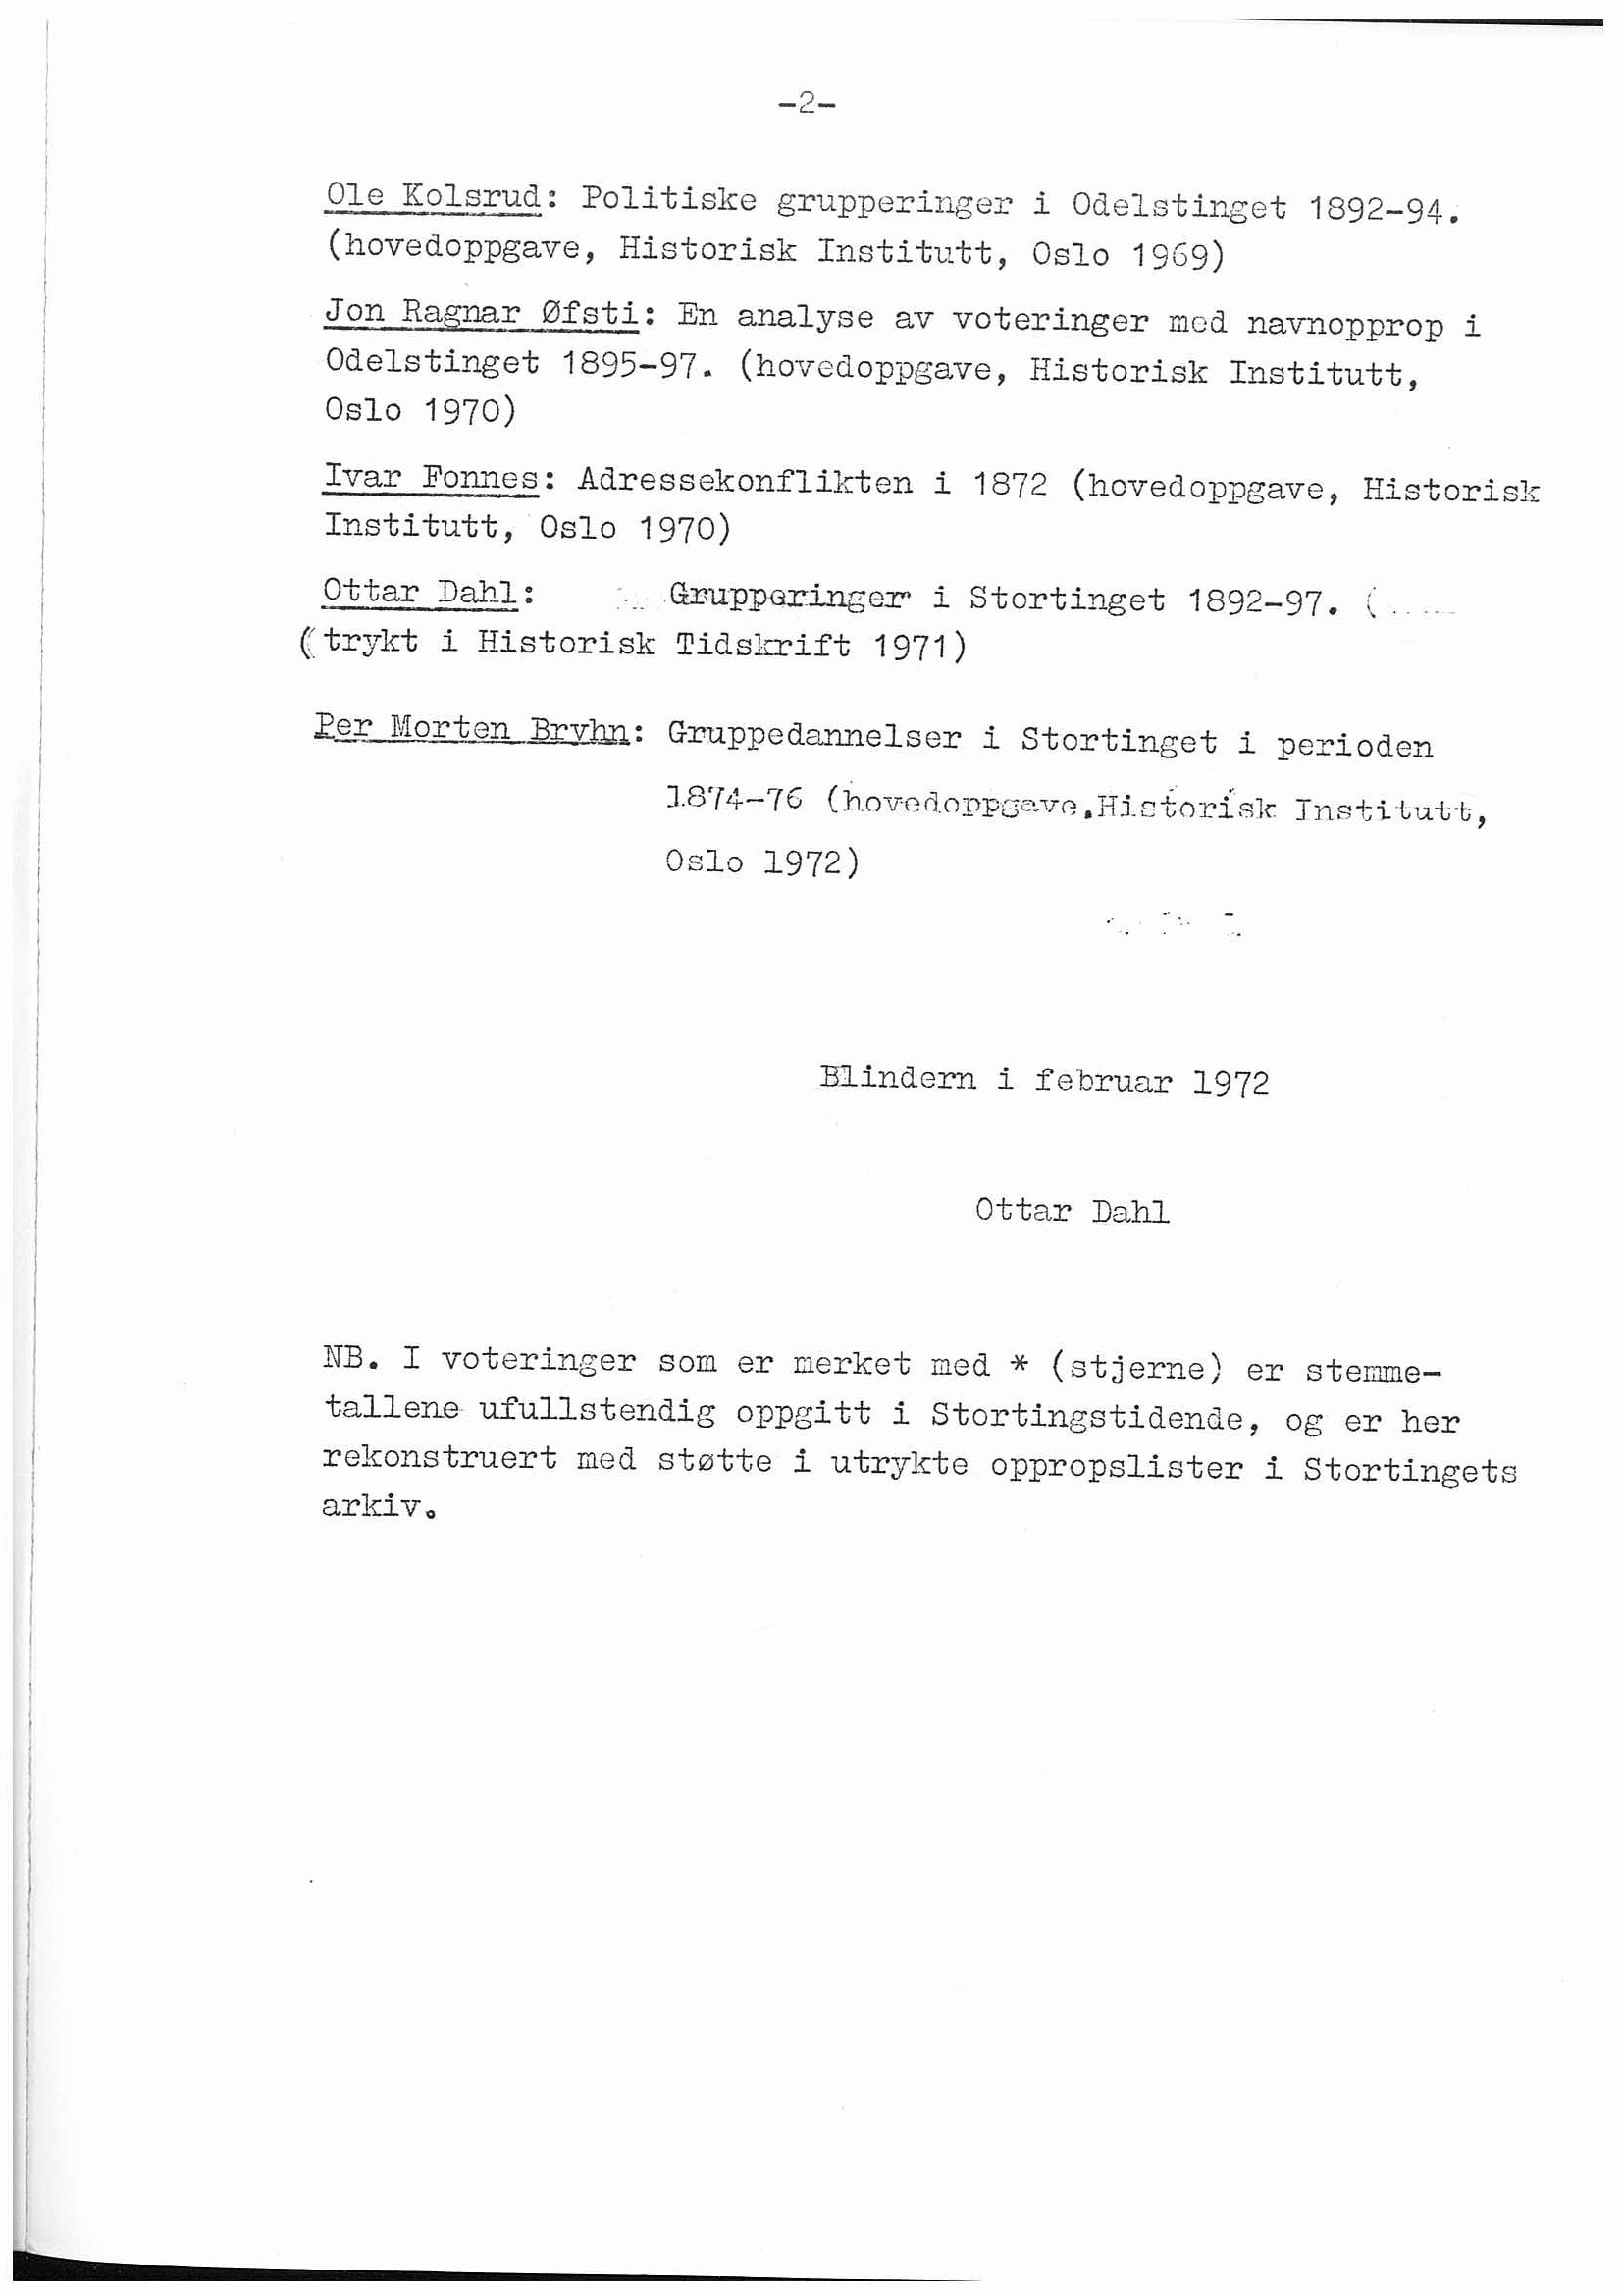 -2-
Ole Kolsrud: Politiske grupperinger i Odelstinget 1892-94.
(hovedoppgave, Historisk Institutt, Oslo 1969)
Jon Ragnar Øfsti: En analyse av voteringer med navnopprop i
Odelstinget 1895-97. (hovedoppgave, Historisk Institutt,
Oslo 1970)
Ivar Fonnes: Adressekonflikten i 1872 (hovedoppgave, Historisk
Institutt, Oslo 1970)
Ottar Dahl: Grupperinger i Stortinget 1892-97. (
(trykt i Historisk Tidskrift 1971)
Per Morten Bryhn: Gruppedannelser i Stortinget i perioden
1874-76 (hovedoppgave,Historisk Institutt,
Oslo 1972)
Blindern i februar 1972
Ottar Dahl
NB. I voteringer som er merket med * (stjerne) er stemme-
tallene ufullstendig oppgitt i Stortingstidende, og er her
rekonstruert med støtte i utrykte oppropslister i Stortingets
arkiv.